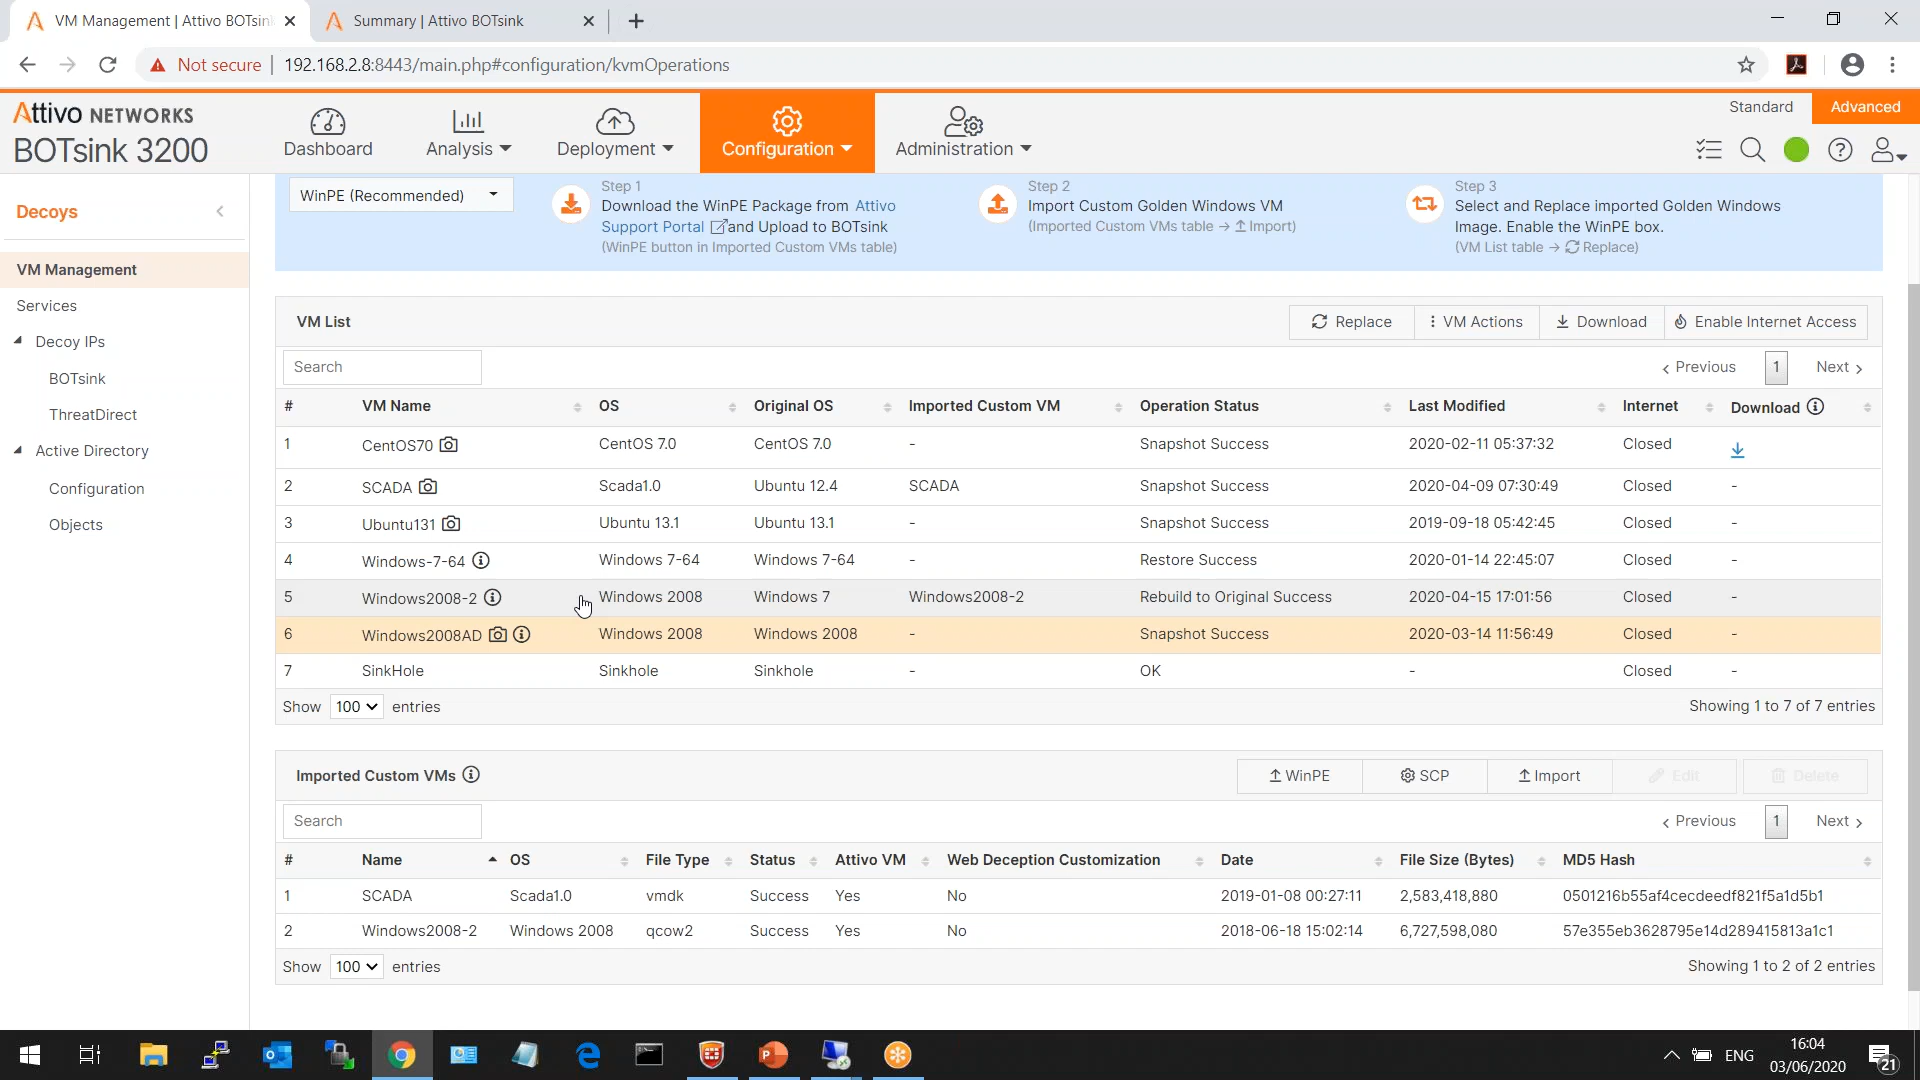 VM Management | Attivo BOTsin
Summary | Attivo BOTsink
Not secure
192.168.2.8:8443/main.php#configuration/kvmOperations
Attivo NETWORKS
BOTsink 3200
Dashboard
Analysis
Deployment
Configuration
Administration
Standard
Advanced
Decoys
VM Management
Services
Decoy IPs
BOTsink
ThreatDirect
Active Directory
Configuration
Objects
WinPE (Recommended)
Step 1
Download the WinPE Package from Attivo
Support Portal and Upload to BOTsink
(WinPE button in Imported Custom VMs table)
Step 2
Import Custom Golden Windows VM
(Imported Custom VMs table → Import)
Step 3
Select and Replace imported Golden Windows
Image. Enable the WinPE box.
(VM List table → Replace)
VM List
Replace
VM Actions
Download
Enable Internet Access
Search
Previous 1 Next
# VM Name OS Original OS Imported Custom VM Operation Status Last Modified Internet Download
1 CentOS70 CentOS 7.0 CentOS 7.0 - Snapshot Success 2020-02-11 05:37:32 Closed
2 SCADA Scada1.0 Ubuntu 12.4 SCADA Snapshot Success 2020-04-09 07:30:49 Closed -
3 Ubuntu131 Ubuntu 13.1 Ubuntu 13.1 - Snapshot Success 2019-09-18 05:42:45 Closed -
4 Windows-7-64 Windows 7-64 Windows 7-64 - Restore Success 2020-01-14 22:45:07 Closed -
5 Windows2008-2 Windows 2008 Windows 7 Windows2008-2 Rebuild to Original Success 2020-04-15 17:01:56 Closed -
6 Windows2008AD Windows 2008 Windows 2008 - Snapshot Success 2020-03-14 11:56:49 Closed -
7 SinkHole Sinkhole Sinkhole - OK - Closed -
Show 100 entries
Showing 1 to 7 of 7 entries
Imported Custom VMs
WinPE
SCP
Import
Edit
Delete
Search
Previous 1 Next
# Name OS File Type Status Attivo VM Web Deception Customization Date File Size (Bytes) MD5 Hash
1 SCADA Scada1.0 vmdk Success Yes No 2019-01-08 00:27:11 2,583,418,880 0501216b55af4cecdeedf821f5a1d5b1
2 Windows2008-2 Windows 2008 qcow2 Success Yes No 2018-06-18 15:02:14 6,727,598,080 57e355eb3628795e14d289415813a1c1
Show 100 entries
Showing 1 to 2 of 2 entries
ENG
16:04
03/06/2020
21